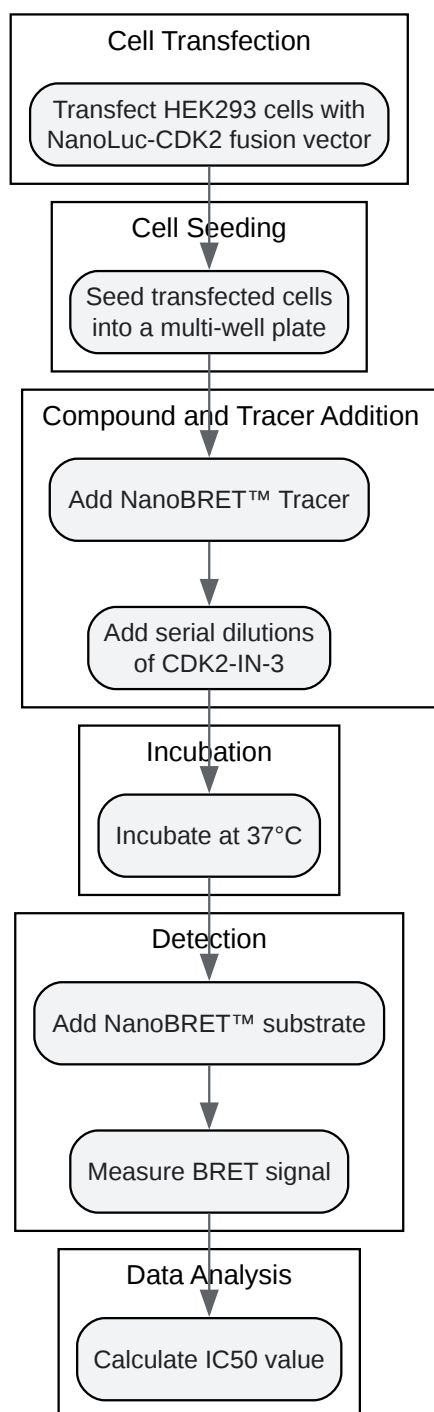 Cell Transfection
Transfect HEK293 cells with
NanoLuc-CDK2 fusion vector
Cell Seeding
Seed transfected cells
into a multi-well plate
Compound and Tracer Addition
Add NanoBRET™ Tracer
Add serial dilutions
of CDK2-IN-3
Incubation
Incubate at 37°C
Detection
Add NanoBRET™ substrate
Measure BRET signal
Data Analysis
Calculate IC50 value